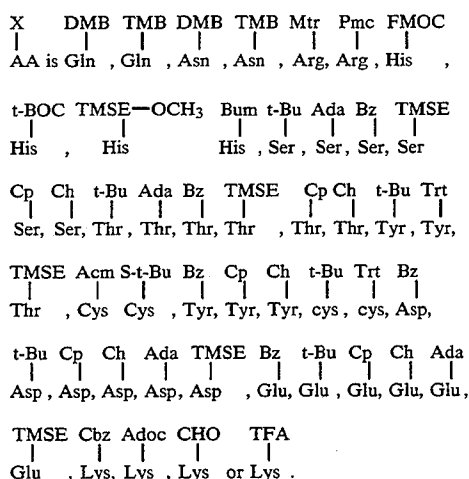 X DMB TMB DMB TMB Mtr Pmc FMOC
AA is Gln , Gln , Asn , Asn , Arg, Arg , His ,
t-BOC TMSE—OCH3 Bum t-Bu Ada Bz TMSE
His , His His , Ser , Ser , Ser, Ser
Cp Ch t-Bu Ada Bz TMSE Cp Ch t-Bu Trt
Ser, Ser, Thr , Thr, Thr, Thr , Thr, Thr, Tyr , Tyr,
TMSE Acm S-t-Bu Bz Cp Ch t-Bu Trt Bz
Thr , Cys Cys , Tyr, Tyr, Tyr, cys , cys, Asp,
t-Bu Cp Ch Ada TMSE Bz t-Bu Cp Ch Ada
Asp , Asp, Asp, Asp, Asp , Glu, Glu , Glu, Glu, Glu,
TMSE Cbz Adoc CHO TFA
Glu , Lys, Lys , Lys or Lys .